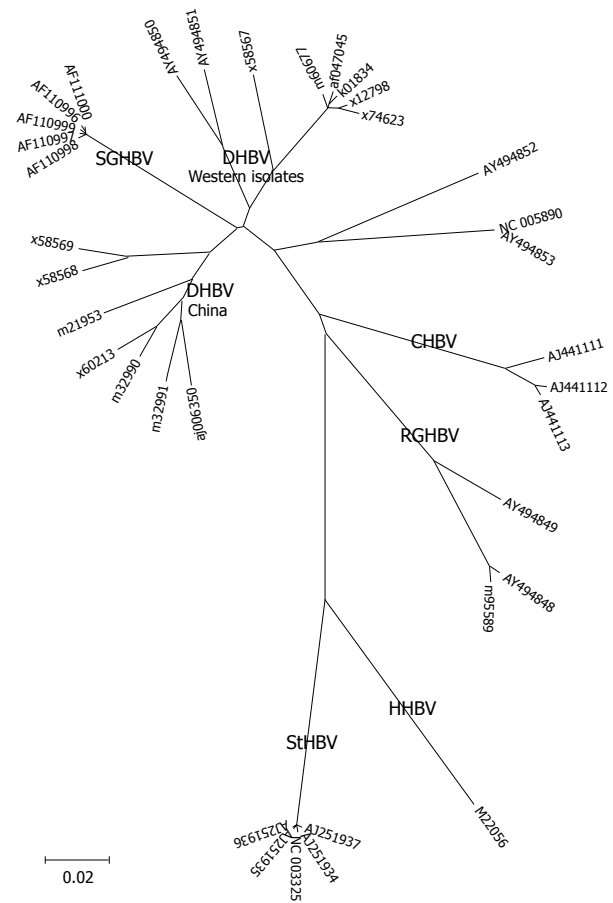 AY494850
AY494851
x58567
m60677
af047045
k01834
x12798
x74623
AF111000
AF110996
AF110999
AF110997
AF110998
SGHBV
DHBV
Western isolates
AY494852
NC 005890
AY494853
x58569
x58568
m21953
DHBV
China
x60213
m32990
m32991
aj006350
CHBV
AJ441111
AJ441112
AJ441113
RGHBV
AY494849
AY494848
m95589
HHBV
StHBV
M22056
AJ251936
AJ251935
NC 003325
AJ251934
AJ251937
0.02